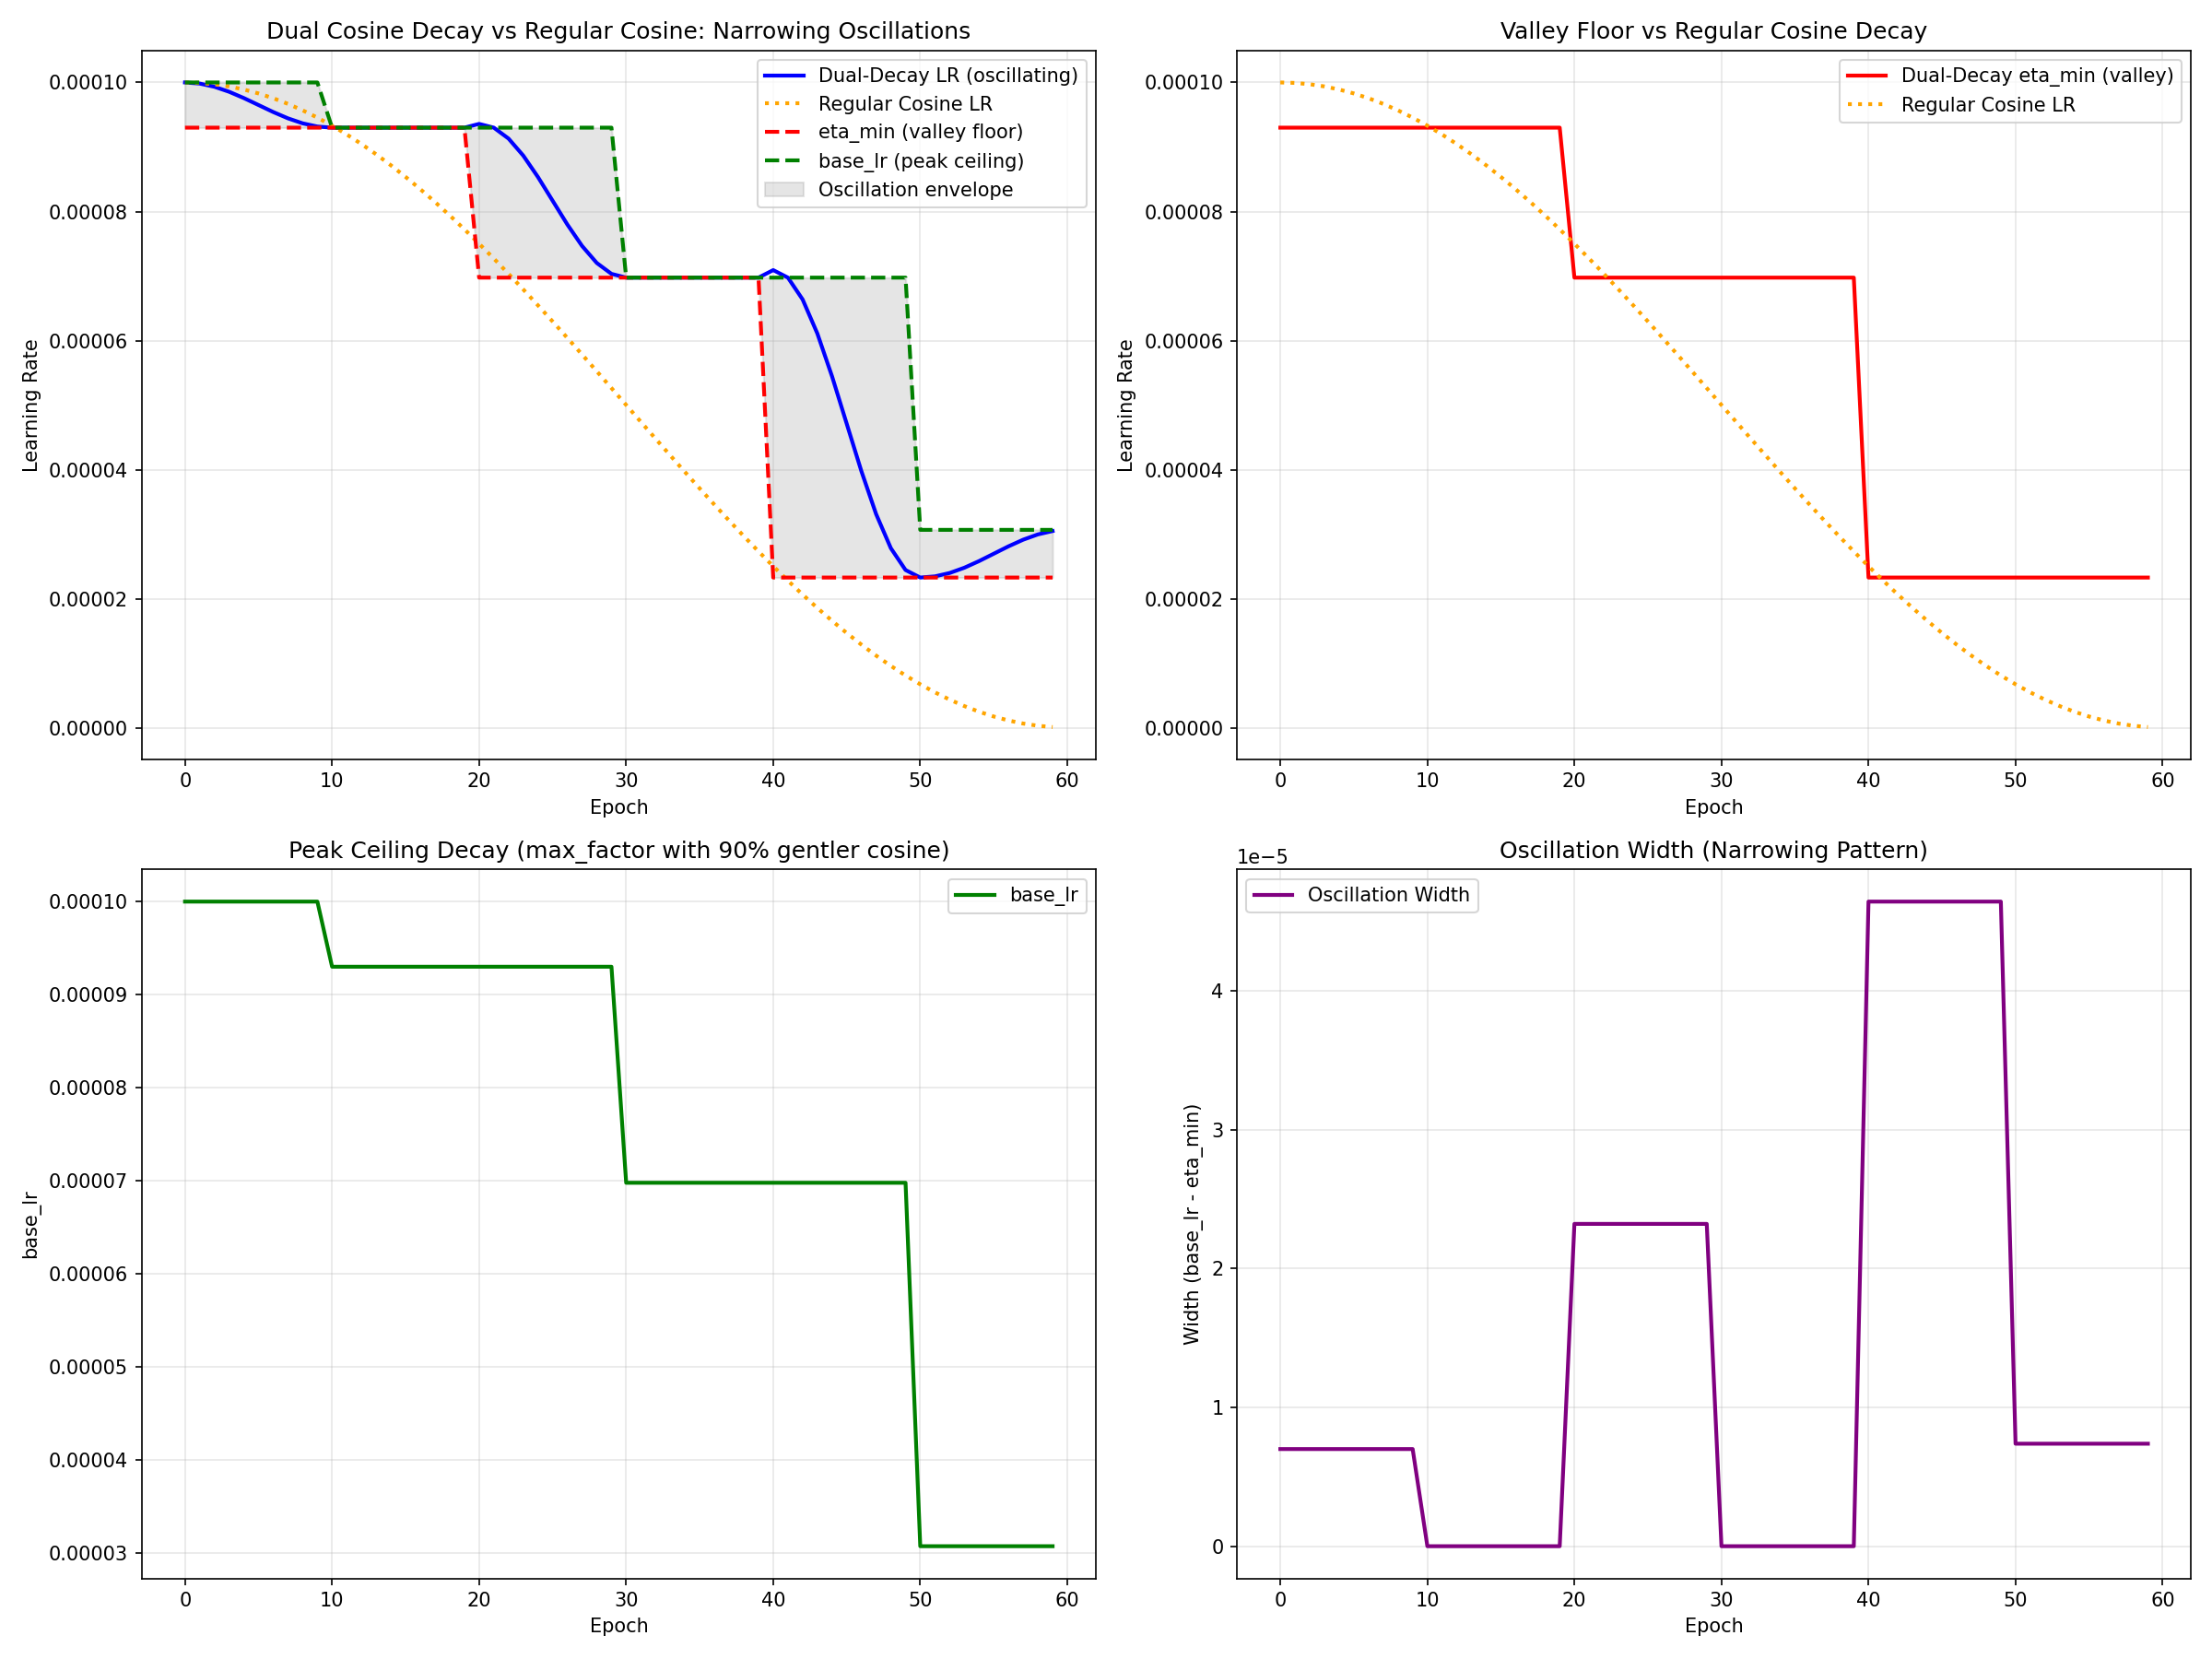 Dual Cosine Decay vs Regular Cosine: Narrowing Oscillations
0.00010
0.00008
0.00006
0.00004
0.00002
0.00000
Learning Rate
Dual-Decay LR (oscillating)
Regular Cosine LR
eta_min (valley floor)
base_lr (peak ceiling)
Oscillation envelope
0 10 20 30 40 50 60
Epoch
Valley Floor vs Regular Cosine Decay
0.00010
0.00008
0.00006
0.00004
0.00002
0.00000
Learning Rate
Dual-Decay eta_min (valley)
Regular Cosine LR
0 10 20 30 40 50 60
Epoch
Peak Ceiling Decay (max_factor with 90% gentler cosine)
0.00010
0.00009
0.00008
0.00007
0.00006
0.00005
0.00004
0.00003
base_lr
base_lr
0 10 20 30 40 50 60
Epoch
Oscillation Width (Narrowing Pattern)
1e−5
4
3
2
1
0
Width (base_lr - eta_min)
Oscillation Width
0 10 20 30 40 50 60
Epoch